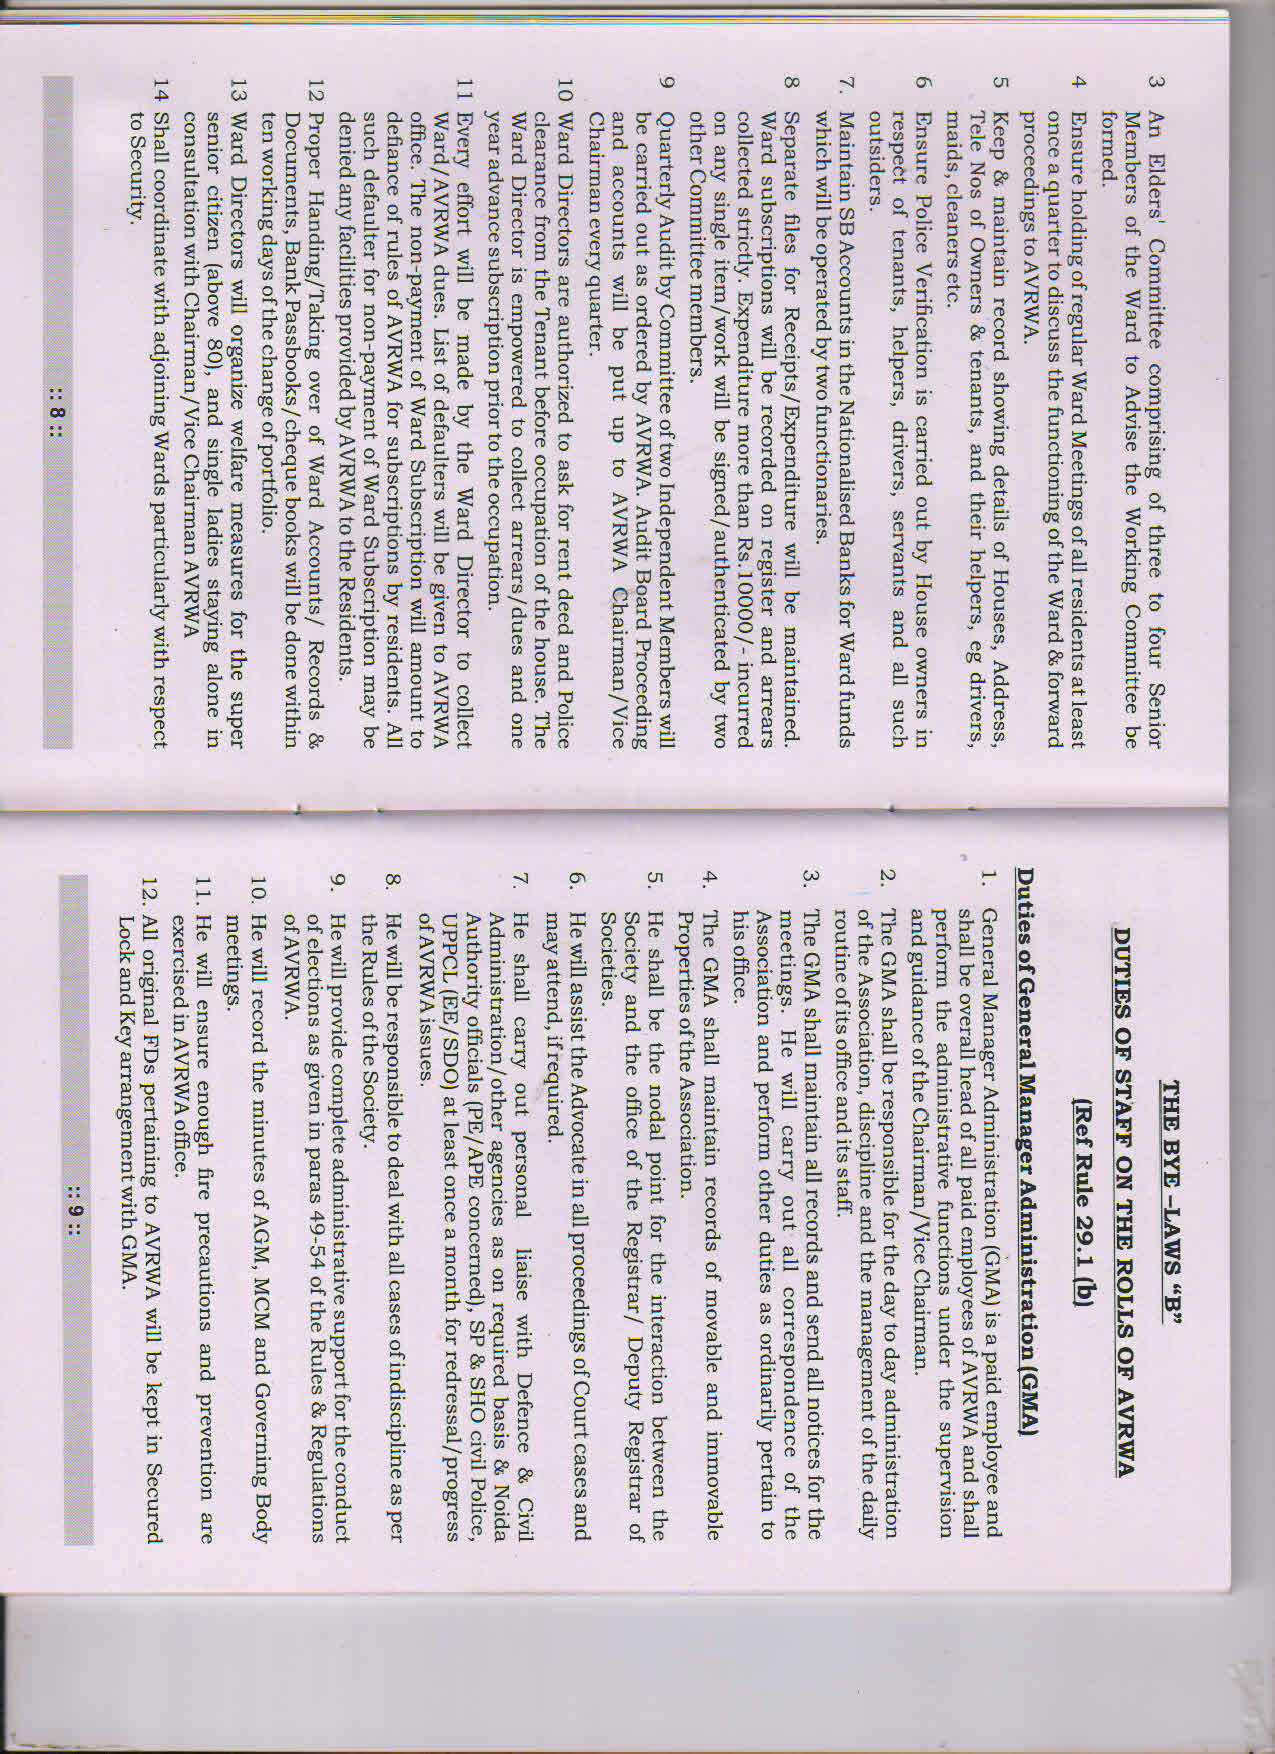 3 An Elders' Committee comprising of three to four Senior
Members of the Ward to Advise the Working Committee be
formed.
4 Ensure holding of regular Ward Meetings of all residents at least
once a quarter to discuss the functioning of the Ward & forward
proceedings to AVRWA.
5 Keep & maintain record showing details of Houses, Address,
Tele Nos of Owners & tenants, and their helpers, eg drivers,
maids, cleaners etc.
6 Ensure Police Verification is carried out by House owners in
respect of tenants, helpers, drivers, servants and all such
outsiders.
7. Maintain SB Accounts in the Nationalised Banks for Ward funds
which will be operated by two functionaries.
8 Separate files for Receipts/Expenditure will be maintained.
Ward subscriptions will be recorded on register and arrears
collected strictly. Expenditure more than Rs.10000/- incurred
on any single item/work will be signed/authenticated by two
other Committee members.
9 Quarterly Audit by Committee of two Independent Members will
be carried out as ordered by AVRWA. Audit Board Proceeding
and accounts will be put up to AVRWA Chairman/Vice
Chairman every quarter.
10 Ward Directors are authorized to ask for rent deed and Police
clearance from the Tenant before occupation of the house. The
Ward Director is empowered to collect arrears/dues and one
year advance subscription prior to the occupation.
11 Every effort will be made by the Ward Director to collect
Ward/AVRWA dues. List of defaulters will be given to AVRWA
office. The non-payment of Ward Subscription will amount to
defiance of rules of AVRWA for subscriptions by residents. All
such defaulter for non-payment of Ward Subscription may be
denied any facilities provided by AVRWA to the Residents.
12 Proper Handing/Taking over of Ward Accounts/ Records &
Documents, Bank Passbooks/cheque books will be done within
ten working days of the change of portfolio.
13 Ward Directors will organize welfare measures for the super
senior citizen (above 80), and single ladies staying alone in
consultation with Chairman/Vice Chairman AVRWA
14 Shall coordinate with adjoining Wards particularly with respect
to Security.
:: 8 ::
THE BYE –LAWS “B”
DUTIES OF STAFF ON THE ROLLS OF AVRWA
(Ref Rule 29.1 (b)
Duties of General Manager Administration (GMA)
1. General Manager Administration (GMA) is a paid employee and
shall be overall head of all paid employees of AVRWA and shall
perform the administrative functions under the supervision
and guidance of the Chairman/Vice Chairman.
2. The GMA shall be responsible for the day to day administration
of the Association, discipline and the management of the daily
routine of its office and its staff.
3. The GMA shall maintain all records and send all notices for the
meetings. He will carry out all correspondence of the
Association and perform other duties as ordinarily pertain to
his office.
4. The GMA shall maintain records of movable and immovable
Properties of the Association.
5. He shall be the nodal point for the interaction between the
Society and the office of the Registrar/ Deputy Registrar of
Societies.
6. He will assist the Advocate in all proceedings of Court cases and
may attend, if required.
7. He shall carry out personal liaise with Defence & Civil
Administration/other agencies as on required basis & Noida
Authority officials (PE/APE concerned), SP & SHO civil Police,
UPPCL (EE/SDO) at least once a month for redressal/progress
of AVRWA issues.
8. He will be responsible to deal with all cases of indiscipline as per
the Rules of the Society.
9. He will provide complete administrative support for the conduct
of elections as given in paras 49-54 of the Rules & Regulations
of AVRWA.
10. He will record the minutes of AGM, MCM and Governing Body
meetings.
11. He will ensure enough fire precautions and prevention are
exercised in AVRWA office.
12. All original FDs pertaining to AVRWA will be kept in Secured
Lock and Key arrangement with GMA.
:: 9 ::